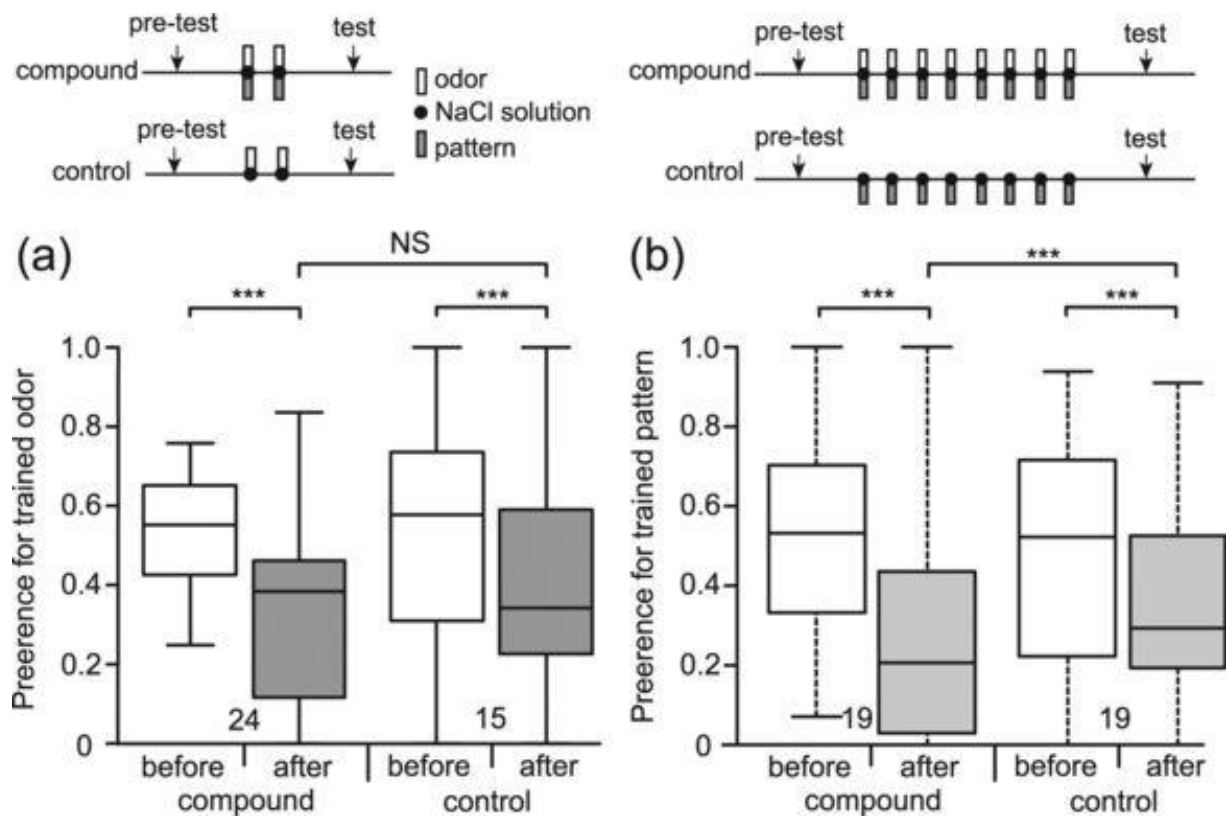 pre-test test
compound
odor
NaCl solution
pattern
pre-test test
control
pre-test test
compound
pre-test test
control
(a)
NS
*** ***
Preerence for trained odor
1.0
0.8
0.6
0.4
0.2
0
24 15
before after before after
compound control
(b)
***
*** ***
Preerence for trained pattern
1.0
0.8
0.6
0.4
0.2
0
19 19
before after before after
compound control